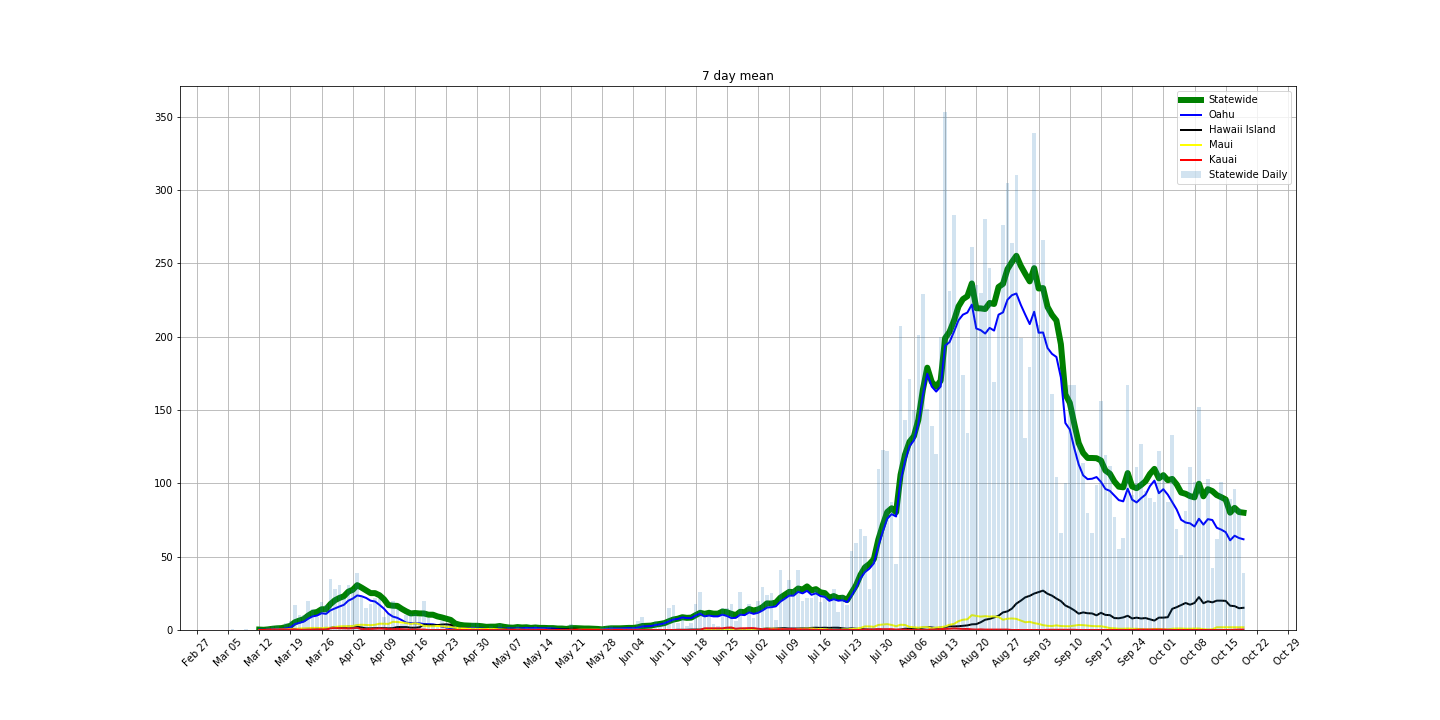 7 day mean
350
300
250
200
150
100
50
0
Statewide
Oahu
Hawaii Island
Maui
Kauai
Statewide Daily
Feb 27
Mar 05
Mar 12
Mar 19
Mar 26
Apr 02
Apr 09
Apr 16
Apr 23
Apr 30
May 07
May 14
May 21
May 28
Jun 04
Jun 11
Jun 18
Jun 25
Jul 02
Jul 09
Jul 16
Jul 23
Jul 30
Aug 06
Aug 13
Aug 20
Aug 27
Sep 03
Sep 10
Sep 17
Sep 24
Oct 01
Oct 08
Oct 15
Oct 22
Oct 29